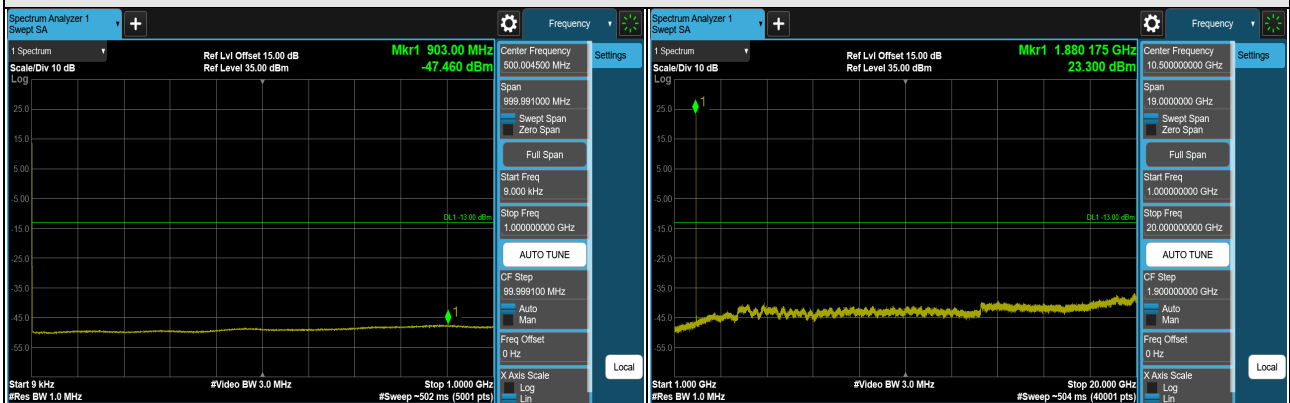 Spectrum Analyzer 1
Swept SA
+
Frequency
1 Spectrum
Scale/Div 10 dB
Log
Ref Lvl Offset 15.00 dB
Ref Level 35.00 dBm
Mkr1 903.00 MHz
-47.460 dBm
25.0
15.0
5.00
-5.00
-15.0
-25.0
-35.0
-45.0
-55.0
DL1 -13.00 dBm
1
Start 9 kHz
#Res BW 1.0 MHz
#Video BW 3.0 MHz
Stop 1.0000 GHz
#Sweep ~502 ms (5001 pts)
Center Frequency
500.004500 MHz
Settings
Span
999.991000 MHz
Swept Span
Zero Span
Full Span
Start Freq
9.000 kHz
Stop Freq
1.000000000 GHz
AUTO TUNE
CF Step
99.999100 MHz
Auto
Man
Freq Offset
0 Hz
X Axis Scale
Log
Lin
Local
Spectrum Analyzer 1
Swept SA
+
Frequency
1 Spectrum
Scale/Div 10 dB
Log
Ref Lvl Offset 15.00 dB
Ref Level 35.00 dBm
Mkr1 1.880 175 GHz
23.300 dBm
25.0
15.0
5.00
-5.00
-15.0
-25.0
-35.0
-45.0
-55.0
1
DL1 -13.00 dBm
Start 1.000 GHz
#Res BW 1.0 MHz
#Video BW 3.0 MHz
Stop 20.000 GHz
#Sweep ~504 ms (40001 pts)
Center Frequency
10.500000000 GHz
Settings
Span
19.0000000 GHz
Swept Span
Zero Span
Full Span
Start Freq
1.000000000 GHz
Stop Freq
20.000000000 GHz
AUTO TUNE
CF Step
1.900000000 GHz
Auto
Man
Freq Offset
0 Hz
X Axis Scale
Log
Lin
Local